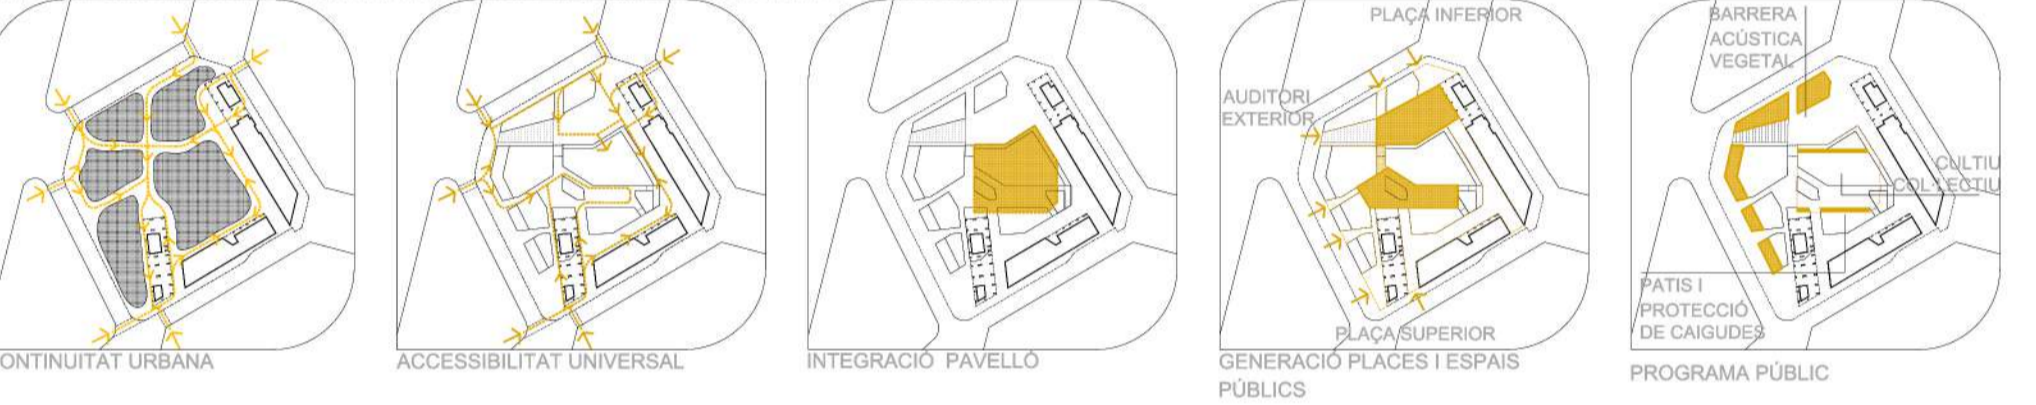 ONTINUITAT URBANA
ACCESSIBILITAT UNIVERSAL
INTEGRACIÓ PAVELLÓ
PLAÇA INFERIOR
AUDITORI
EXTERIOR
PLAÇA SUPERIOR
GENERACIÓ PLACES I ESPAIS
PÚBLICS
BARRERA
ACÚSTICA
VEGETAL
CULTIU
COL·LECTIU
PATIS I
PROTECCIÓ
DE CAIGUDES
PROGRAMA PÚBLIC